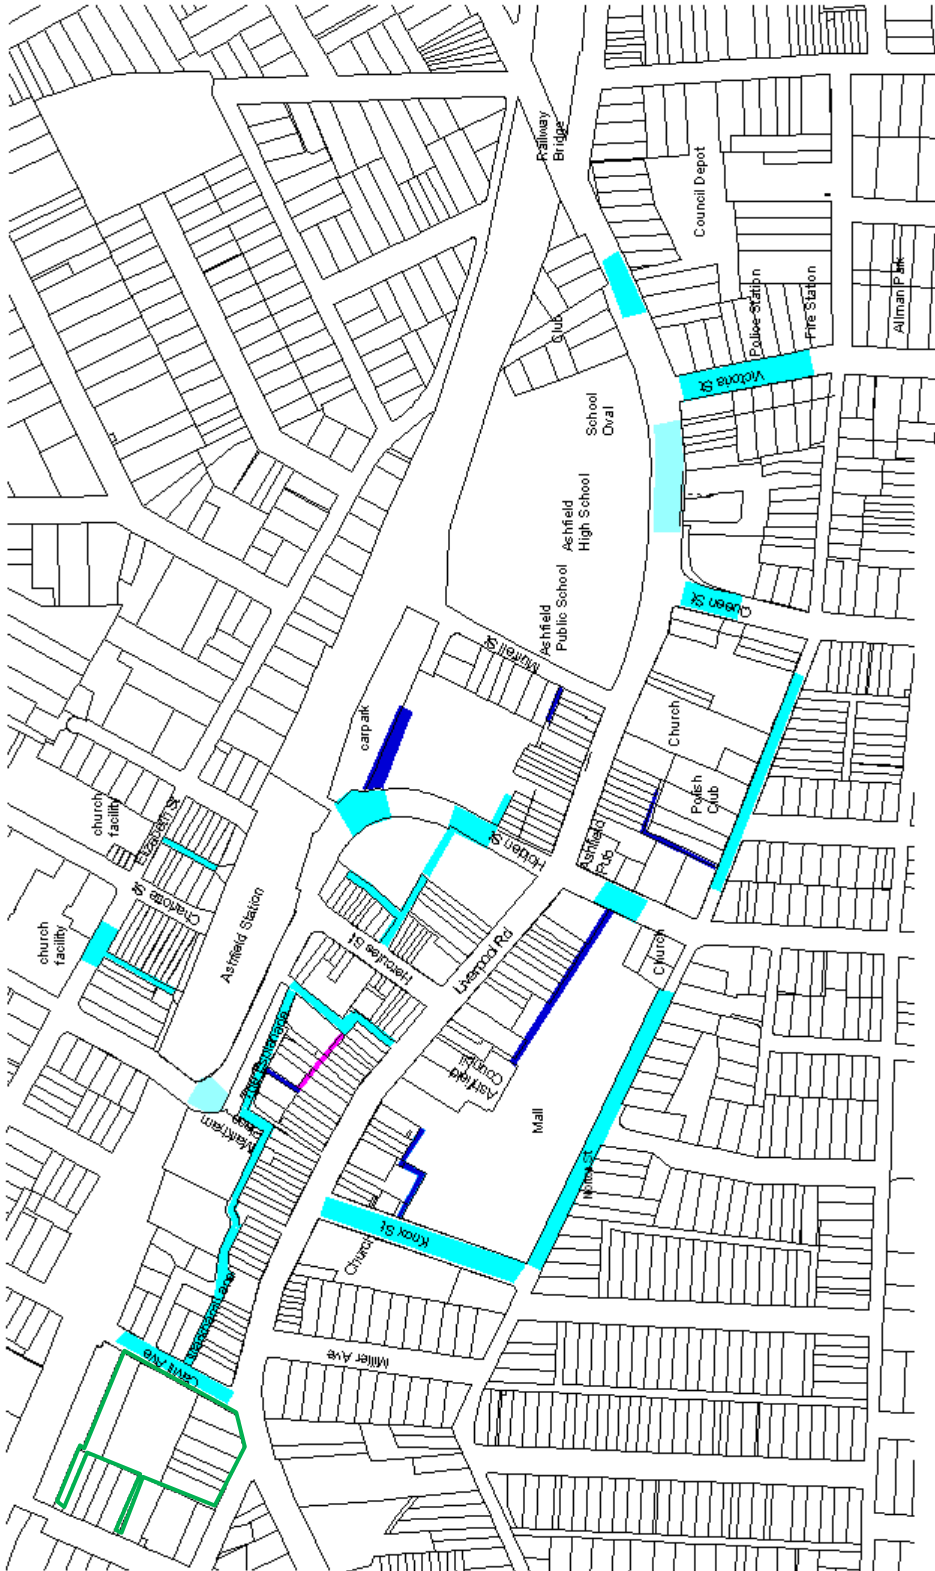 Railway
Bridge
Council Depot
Club
Police Station
Fire Station
Allman Park
Victoria St
School
Oval
Ashfield
High School
Ashfield
Public School
Queen St
Murrell St
carpark
Church
Polish
Club
church
facility
Elizabeth St
Charlotte St
church
facility
Ashfield Station
Holden St
Ashfield
Pub
Hercules St
Liverpool Rd
Church
The Esplanade
Markham
Place
Ashfield
Council
Mall
Norton St
Knox St
Church
Miller Ave
Cavill Ave